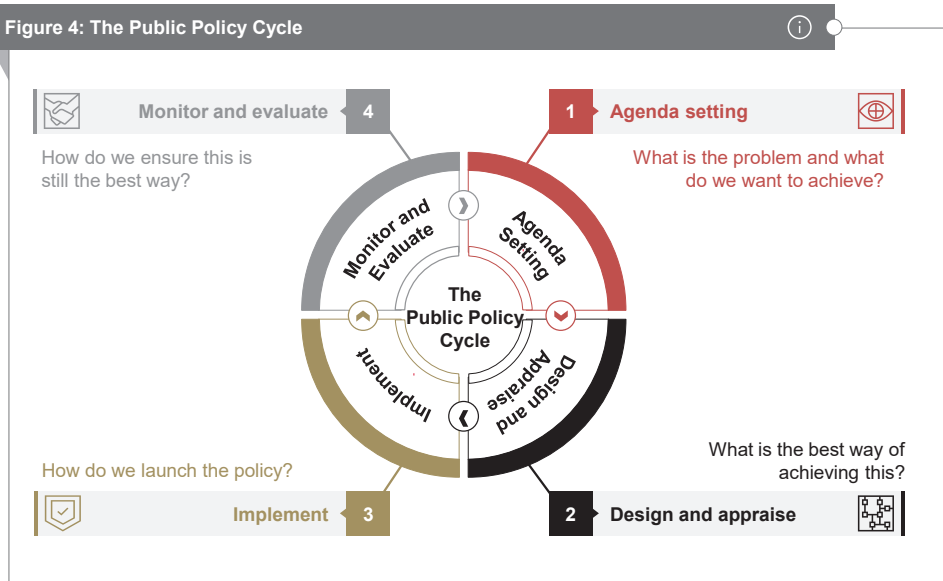 Figure 4: The Public Policy Cycle
i
Monitor and evaluate
4
How do we ensure this is
still the best way?
1
Agenda setting
What is the problem and what
do we want to achieve?
Monitor and
Evaluate
Agenda
Setting
The
Public Policy
Cycle
Implement
Design and
Appraise
How do we launch the policy?
Implement
3
What is the best way of
achieving this?
2
Design and appraise